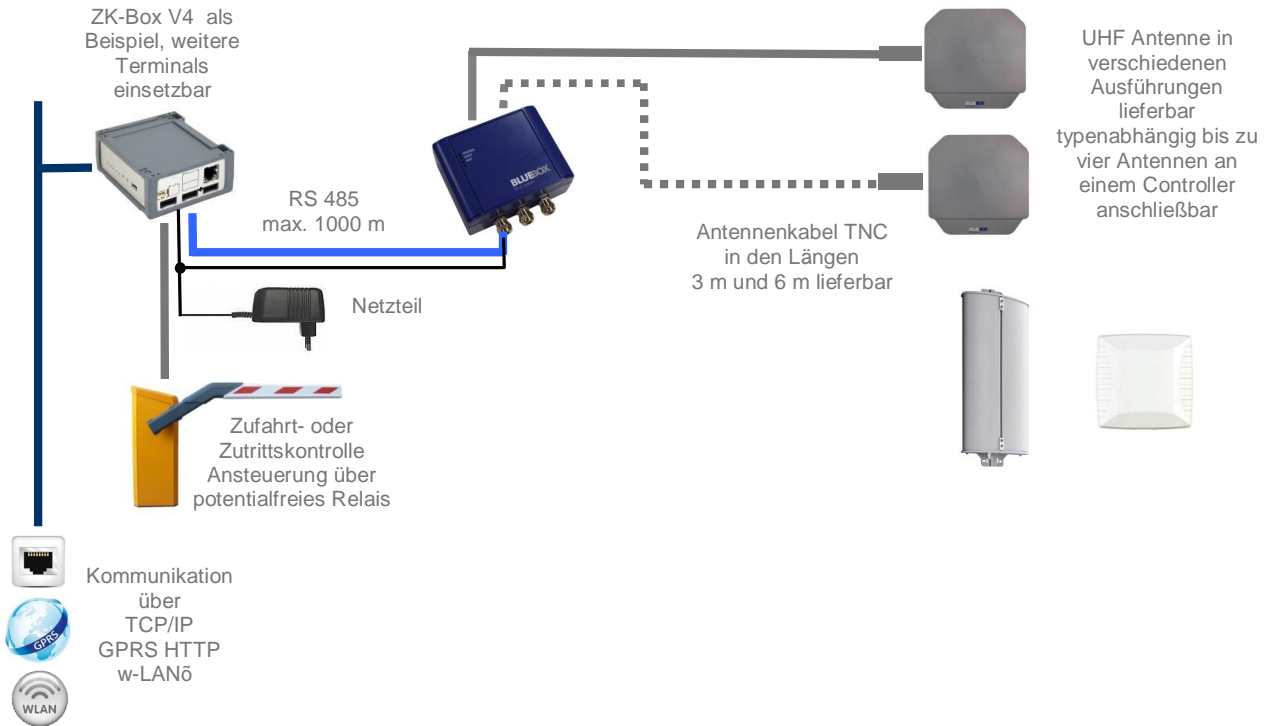 ZK-Box V4 als
Beispiel, weitere
Terminals
einsetzbar
RS 485
max. 1000 m
BLUEBOX
UHF Antenne in
verschiedenen
Ausführungen
lieferbar
typenabhängig bis zu
vier Antennen an
einem Controller
anschließbar
Antennenkabel TNC
in den Längen
3 m und 6 m lieferbar
Netzteil
Zufahrt- oder
Zutrittskontrolle
Ansteuerung über
potentialfreies Relais
Kommunikation
über
TCP/IP
GPRS HTTP
w-LANõ
GPRS
WLAN